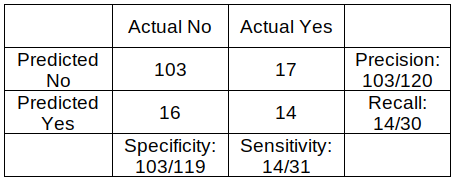 Actual No Actual Yes
Predicted No 103 17 Precision: 103/120
Predicted Yes 16 14 Recall: 14/30
Specificity: 103/119 Sensitivity: 14/31